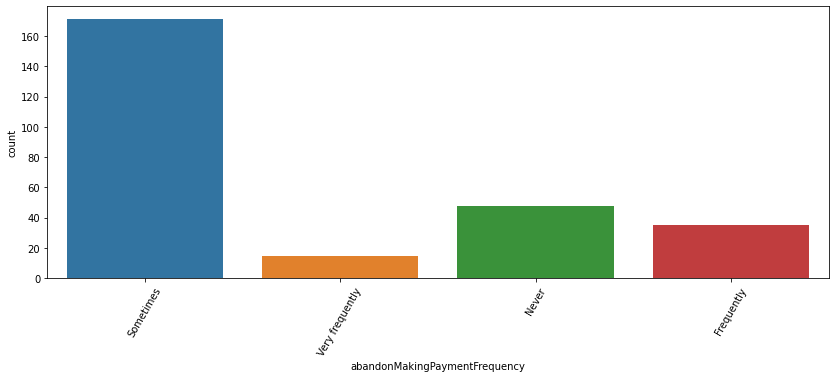 160
140
120
100
80
60
40
20
0
count
Sometimes
Very frequently
Never
Frequently
abandonMakingPaymentFrequency